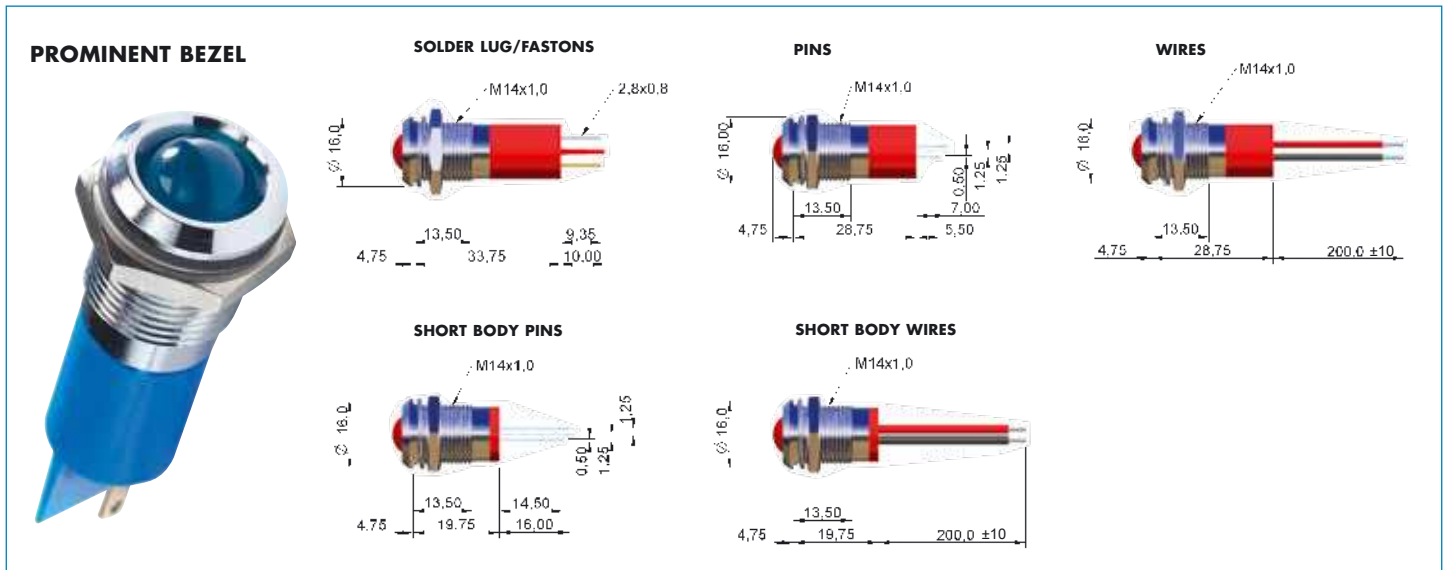 PROMINENT BEZEL
SOLDER LUG/FASTONS
M14x1,0
2,8x0,8
Ø 16,0
13,50
9,35
4,75
33,75
10,00
PINS
M14x1,0
Ø 16,00
0,50
1,25
1,25
13,50
7,00
4,75
28,75
5,50
WIRES
M14x1,0
Ø 16,0
13,50
4,75
28,75
200,0 ±10
SHORT BODY PINS
M14x1,0
Ø 16,0
0,50
1,25
1,25
13,50
14,50
4,75
19,75
16,00
SHORT BODY WIRES
M14x1,0
Ø 16,0
13,50
4,75
19,75
200,0 ±10